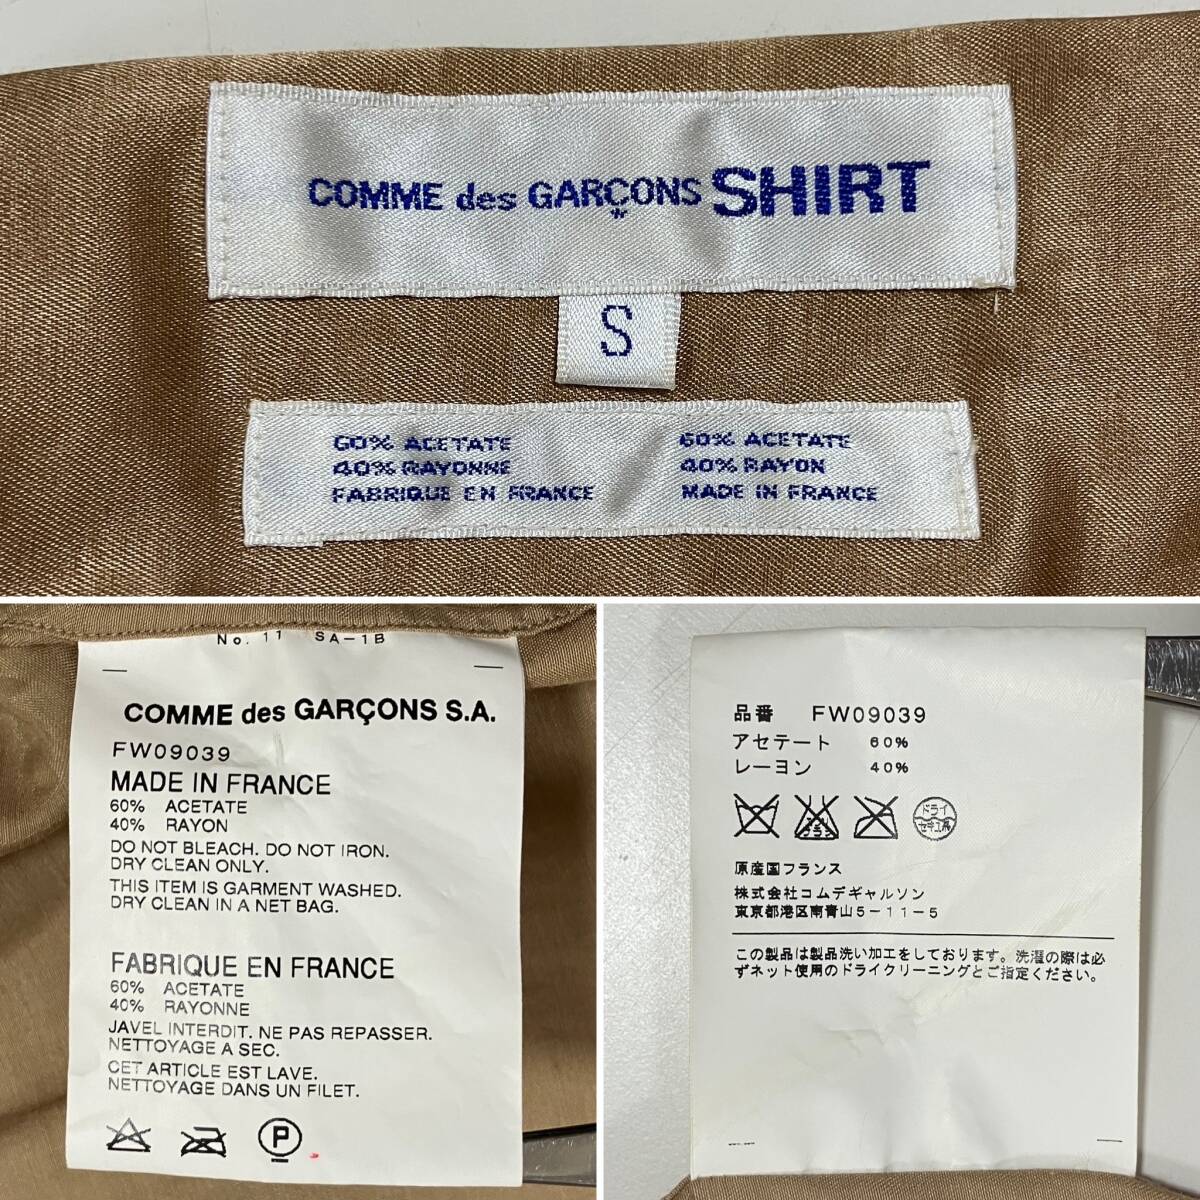 COMME des GARÇONS SHIRT
S
60% ACETATE
40% RAYONNE
FABRIQUE EN FRANCE
60% ACETATE
40% RAYON
MADE IN FRANCE
No. 11 SA-1B
COMME des GARÇONS S.A.
FW09039
MADE IN FRANCE
60% ACETATE
40% RAYON
DO NOT BLEACH. DO NOT IRON.
DRY CLEAN ONLY.
THIS ITEM IS GARMENT WASHED.
DRY CLEAN IN A NET BAG.
FABRIQUE EN FRANCE
60% ACETATE
40% RAYONNE
JAVEL INTERDIT. NE PAS REPASSER.
NETTOYAGE A SEC.
CET ARTICLE EST LAVE.
NETTOYAGE DANS UN FILET.
P
品番 FW09039
アセテート 60%
レーヨン 40%
ドライ
セキユ系
原産国フランス
株式会社コムデギャルソン
東京都港区南青山5-11-5
この製品は製品洗い加工をしております。洗濯の際は必
ずネット使用のドライクリーニングとご指定ください。